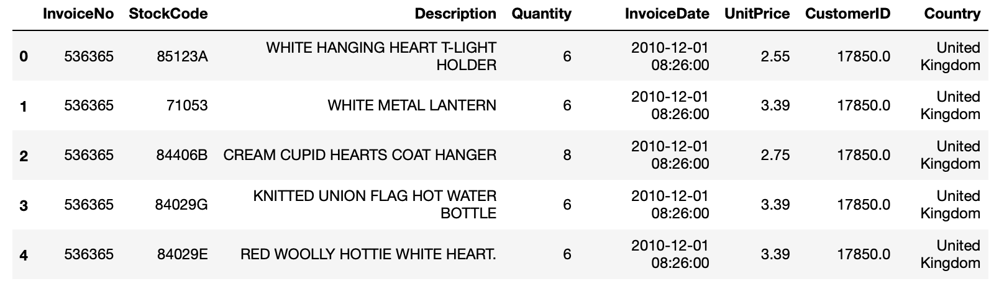 InvoiceNo StockCode Description Quantity InvoiceDate UnitPrice CustomerID Country
0 536365 85123A WHITE HANGING HEART T-LIGHT HOLDER 6 2010-12-01 08:26:00 2.55 17850.0 United Kingdom
1 536365 71053 WHITE METAL LANTERN 6 2010-12-01 08:26:00 3.39 17850.0 United Kingdom
2 536365 84406B CREAM CUPID HEARTS COAT HANGER 8 2010-12-01 08:26:00 2.75 17850.0 United Kingdom
3 536365 84029G KNITTED UNION FLAG HOT WATER BOTTLE 6 2010-12-01 08:26:00 3.39 17850.0 United Kingdom
4 536365 84029E RED WOOLLY HOTTIE WHITE HEART. 6 2010-12-01 08:26:00 3.39 17850.0 United Kingdom